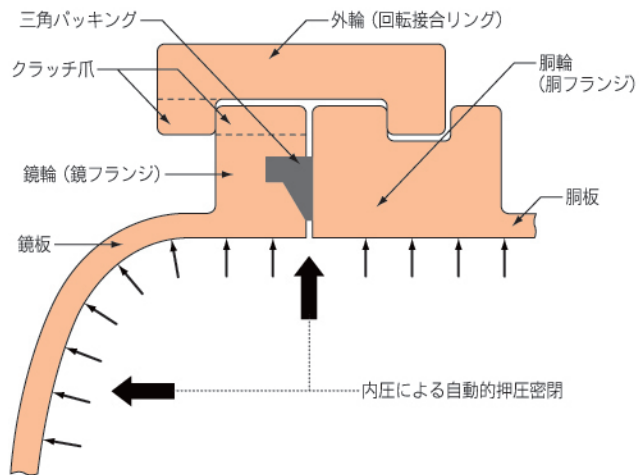 三角パッキング
外輪（回転接合リング）
クラッチ爪
胴輪
（胴フランジ）
鏡輪（鏡フランジ）
胴板
鏡板
内圧による自動的押圧密閉